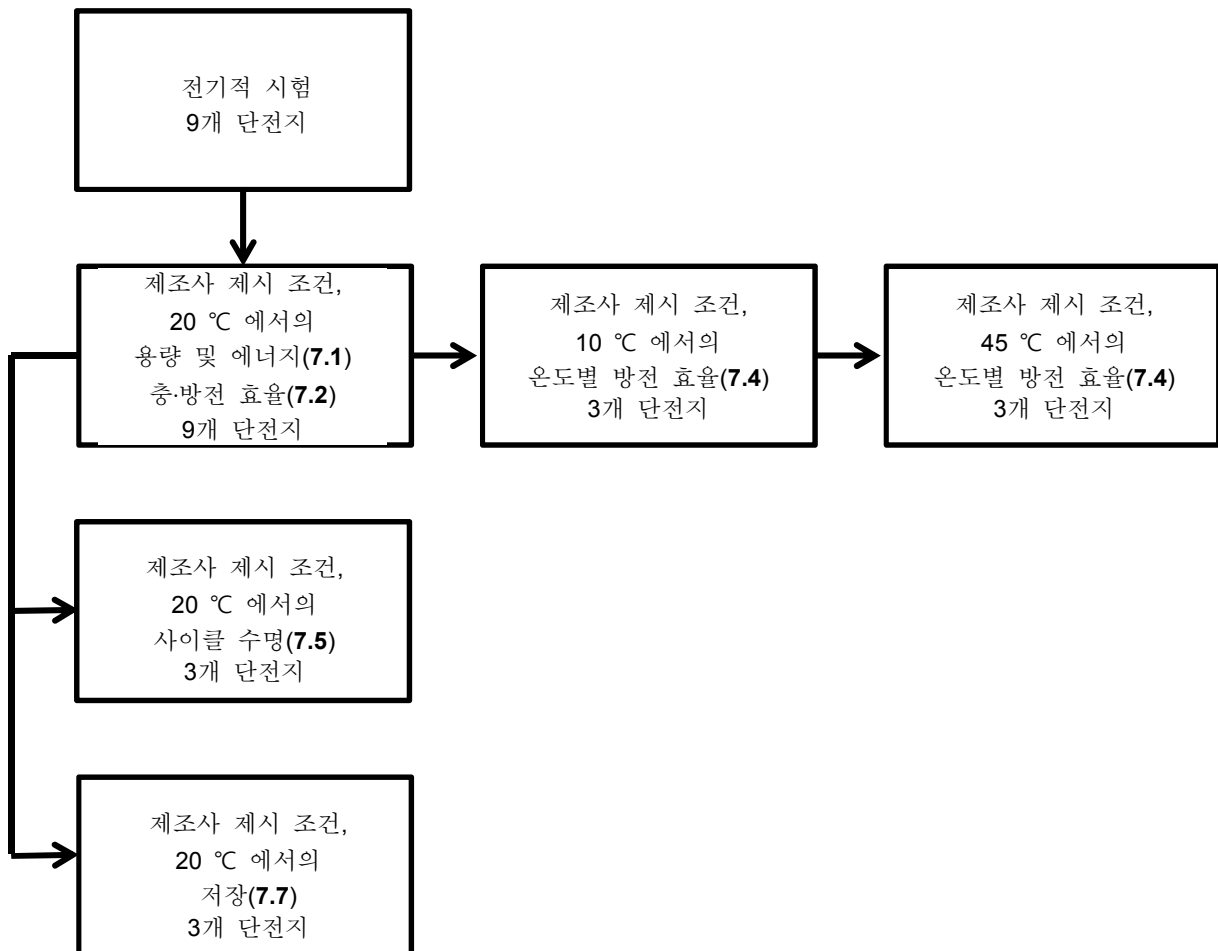 전기적 시험
9개 단전지
제조사 제시 조건,
20 ℃ 에서의
용량 및 에너지(7.1)
충·방전 효율(7.2)
9개 단전지
제조사 제시 조건,
10 ℃ 에서의
온도별 방전 효율(7.4)
3개 단전지
제조사 제시 조건,
45 ℃ 에서의
온도별 방전 효율(7.4)
3개 단전지
제조사 제시 조건,
20 ℃ 에서의
사이클 수명(7.5)
3개 단전지
제조사 제시 조건,
20 ℃ 에서의
저장(7.7)
3개 단전지